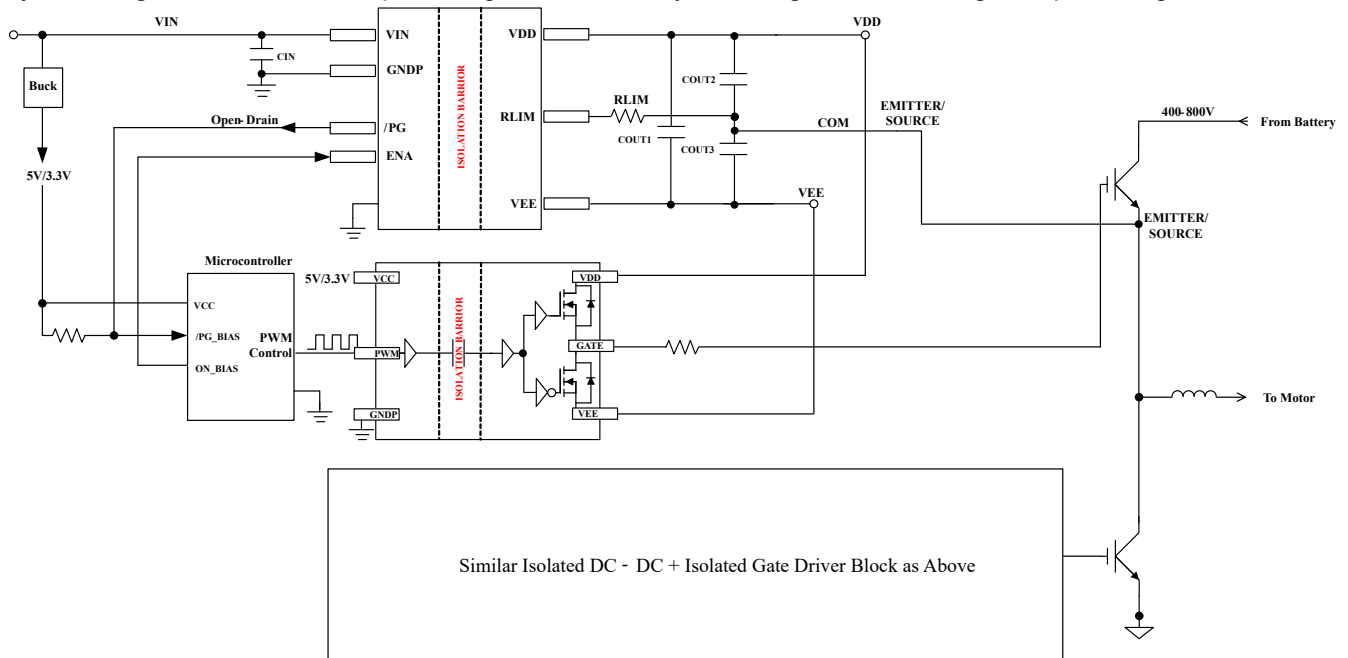 VIN
VIN
CIN
GNDP
Buck
Open-Drain
/PG
ENA
5V/3.3V
ISOLATION BARRIOR
VDD
RLIM
VEE
RLIM
COUT1
COUT2
COUT3
COM
EMITTER/
SOURCE
VDD
VEE
400-800V
From Battery
EMITTER/
SOURCE
Microcontroller
VCC
/PG_BIAS
ON_BIAS
PWM
Control
5V/3.3V
VCC
PWM
GNDP
ISOLATION BARRIOR
VDD
GATE
VEE
To Motor
Similar Isolated DC - DC + Isolated Gate Driver Block as Above